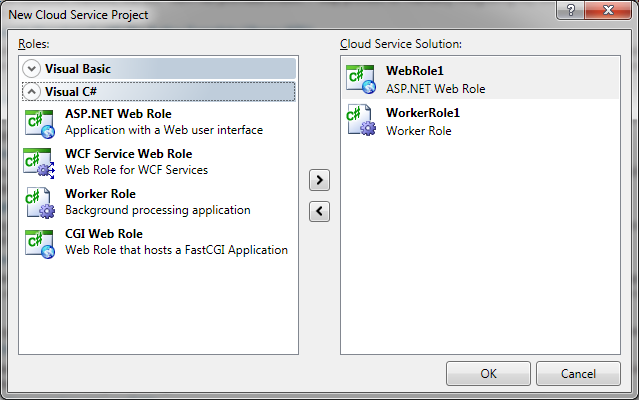 New Cloud Service Project
?
Roles:
Visual Basic
Visual C#
C#
ASP.NET Web Role
Application with a Web user interface
C#
WCF Service Web Role
Web Role for WCF Services
C#
Worker Role
Background processing application
C#
CGI Web Role
Web Role that hosts a FastCGI Application
>
<
Cloud Service Solution:
C#
WebRole1
ASP.NET Web Role
C#
WorkerRole1
Worker Role
OK
Cancel